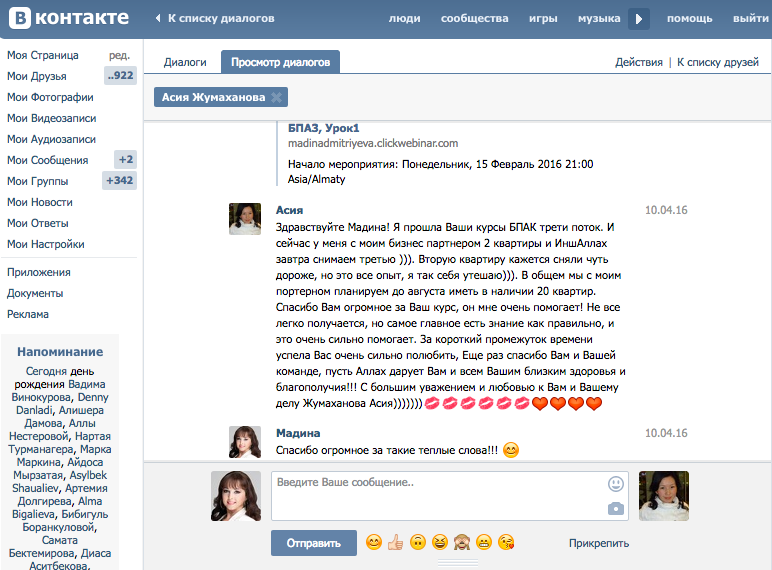 В контакте
К списку диалогов
люди сообщества игры музыка помощь выйти
Моя Страница ред.
Мои Друзья ..922
Мои Фотографии
Мои Видеозаписи
Мои Аудиозаписи
Мои Сообщения +2
Мои Группы +342
Мои Новости
Мои Ответы
Мои Настройки
Приложения
Документы
Реклама
Напоминание
Сегодня день
рождения Вадима
Винокурова, Denny
Danladi, Алишера
Дамова, Аллы
Нестеровой, Нартая
Турманагера, Марка
Маркина, Айдоса
Мырзатая, Asylbek
Shaualiev, Артемия
Долгирева, Alma
Bigalieva, Бибигуль
Боранкуловой,
Самата
Бектемирова, Диаса
Аситбекова,
Диалоги Просмотр диалогов Действия | К списку друзей
Асия Жумаханова
БПАЗ, Урок1
madinadmitriyeva.clickwebinar.com
Начало мероприятия: Понедельник, 15 Февраль 2016 21:00
Asia/Almaty
Асия 10.04.16
Здравствуйте Мадина! Я прошла Ваши курсы БПАК трети поток. И
сейчас у меня с моим бизнес партнером 2 квартиры и ИншАллах
завтра снимаем третью ))). Вторую квартиру кажется сняли чуть
дороже, но это все опыт, я так себя утешаю))). В общем мы с моим
портерном планируем до августа иметь в наличии 20 квартир.
Спасибо Вам огромное за Ваш курс, он мне очень помогает! Не все
легко получается, но самое главное есть знание как правильно, и
это очень сильно помогает. За короткий промежуток времени
успела Вас очень сильно полюбить, Еще раз спасибо Вам и Вашей
команде, пусть Аллах дарует Вам и всем Вашим близким здоровья и
благополучия!!! С большим уважением и любовью к Вам и Вашему
делу Жумаханова Асия)))))))💋💋💋💋💋💋❤❤❤❤
Мадина 10.04.16
Спасибо огромное за такие теплые слова!!! 😊
Введите Ваше сообщение..
Отправить Прикрепить